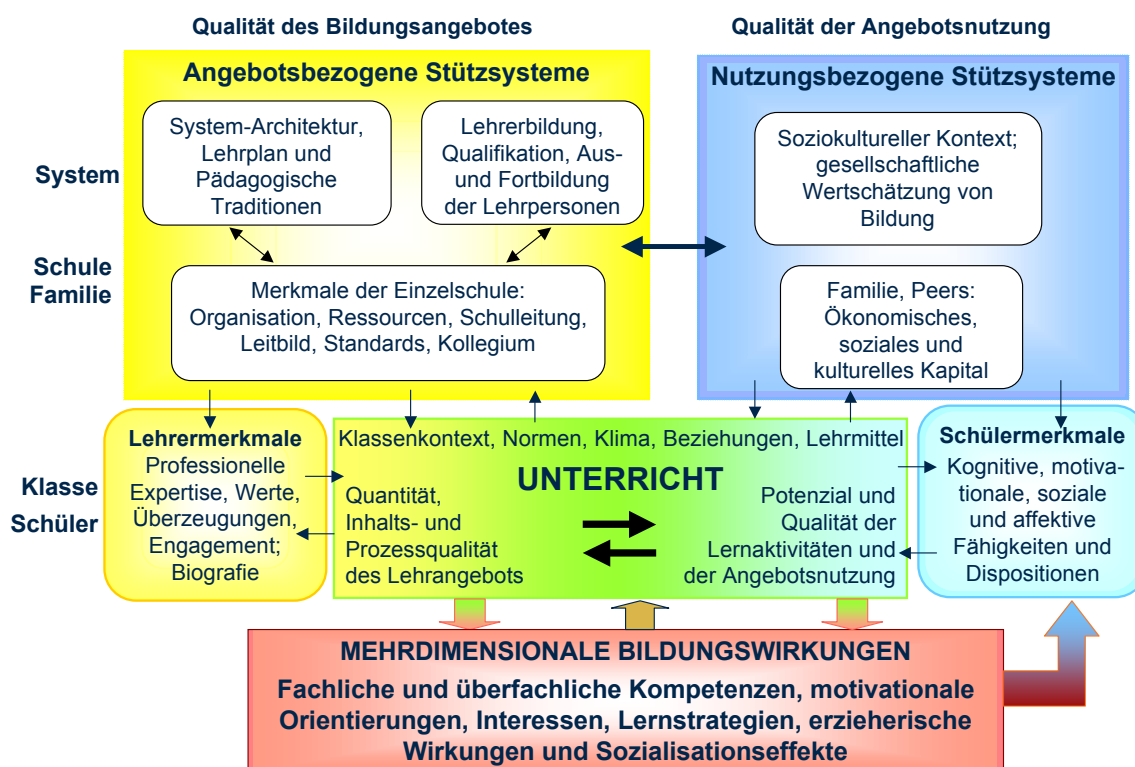 Qualität des Bildungsangebotes
Qualität der Angebotsnutzung
Angebotsbezogene Stützsysteme
Nutzungsbezogene Stützsysteme
System
System-Architektur,
Lehrplan und
Pädagogische
Traditionen
Lehrerbildung,
Qualifikation, Aus-
und Fortbildung
der Lehrpersonen
Soziokultureller Kontext;
gesellschaftliche
Wertschätzung von
Bildung
Schule
Familie
Merkmale der Einzelschule:
Organisation, Ressourcen, Schulleitung,
Leitbild, Standards, Kollegium
Familie, Peers:
Ökonomisches,
soziales und
kulturelles Kapital
Klasse
Schüler
Lehrermerkmale
Professionelle
Expertise, Werte,
Überzeugungen,
Engagement;
Biografie
Klassenkontext, Normen, Klima, Beziehungen, Lehrmittel
UNTERRICHT
Quantität,
Inhalts- und
Prozessqualität
des Lehrangebots
Potenzial und
Qualität der
Lernaktivitäten und
der Angebotsnutzung
Schülermerkmale
Kognitive, motiva-
tionale, soziale
und affektive
Fähigkeiten und
Dispositionen
MEHRDIMENSIONALE BILDUNGSWIRKUNGEN
Fachliche und überfachliche Kompetenzen, motivationale
Orientierungen, Interessen, Lernstrategien, erzieherische
Wirkungen und Sozialisationseffekte